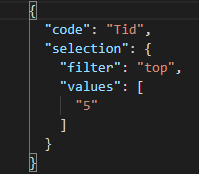 {
  "code": "Tid",
  "selection": {
    "filter": "top",
    "values": [
      "5"
    ]
  }
}